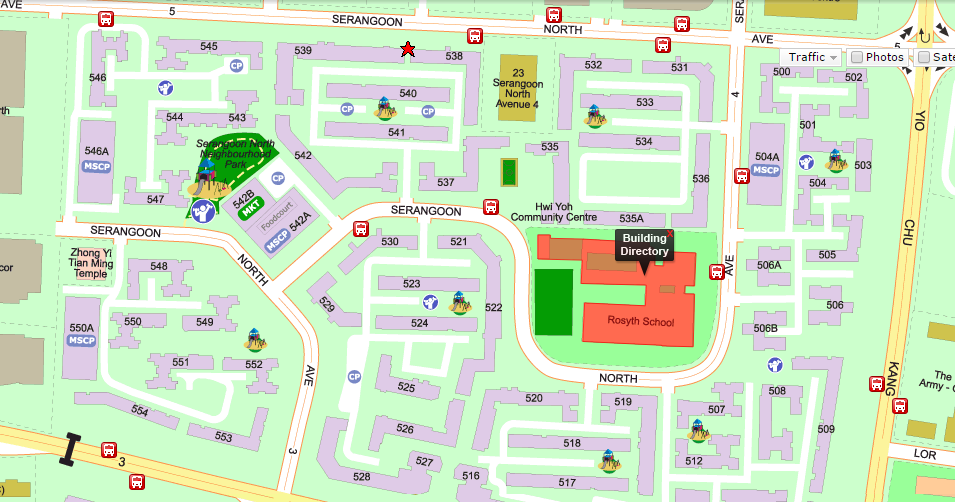 AVE
5
SERANGOON
NORTH
AVE
5
SER
Traffic
Photos
Sate
545
CP
546
539
538
23
Serangoon
North
Avenue 4
532
531
500
502
540
CP
CP
533
4
YIO
544
543
541
534
501
546A
MSCP
Serangoon North
Neighbourhood
Park
542
535
504A
MSCP
503
547
CP
537
536
504
542B
MKT
Foodcourt
542A
MSCP
SERANGOON
Hwi Yoh
Community Centre
535A
CHU
SERANGOON
530
521
Building
Directory
AVE
505
Zhong Yi
Tian Ming
Temple
548
NORTH
506A
cor
523
529
522
506
550A
MSCP
550
549
524
Rosyth School
506B
551
552
AVE
CP
525
NORTH
508
The
Army - C
KANG
554
553
520
519
507
509
526
518
3
3
527
512
LOR
528
516
517